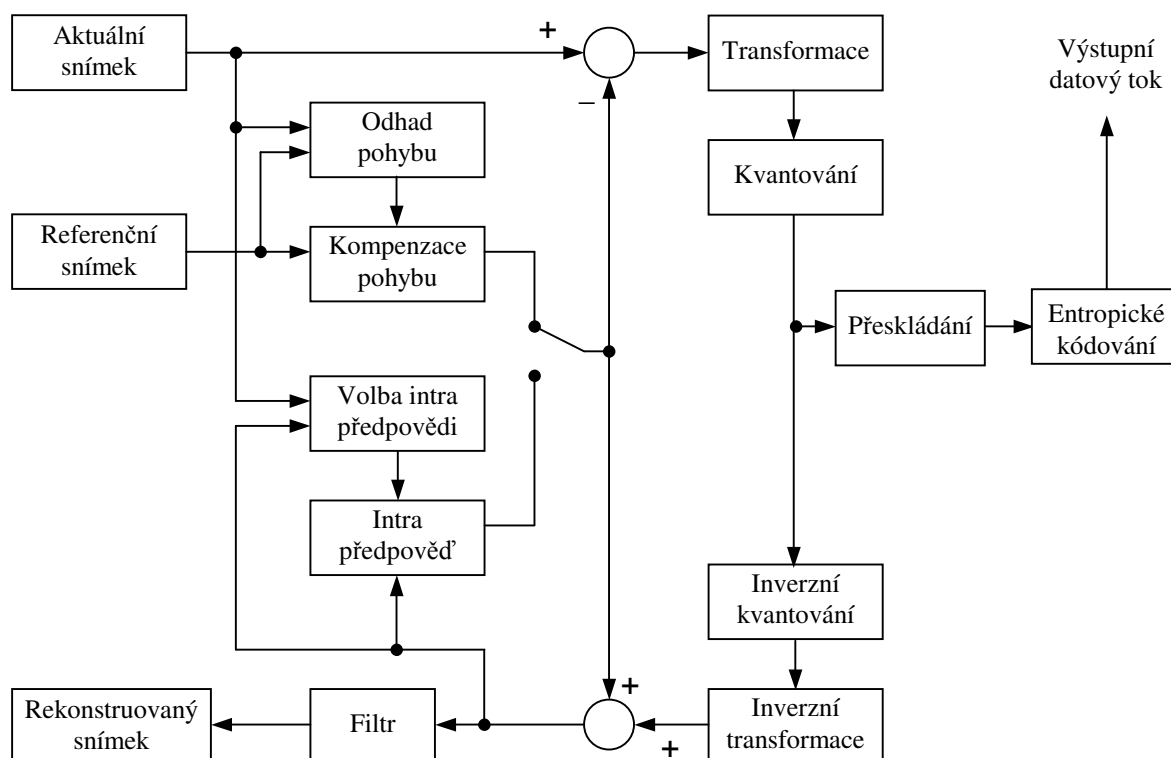 Aktuální
snímek
+
–
Transformace
Výstupní
datový tok
Odhad
pohybu
Kvantování
Referenční
snímek
Kompenzace
pohybu
Přeskládání
Entropické
kódování
Volba intra
předpovědi
Intra
předpověď
Inverzní
kvantování
Rekonstruovaný
snímek
Filtr
+
+
Inverzní
transformace